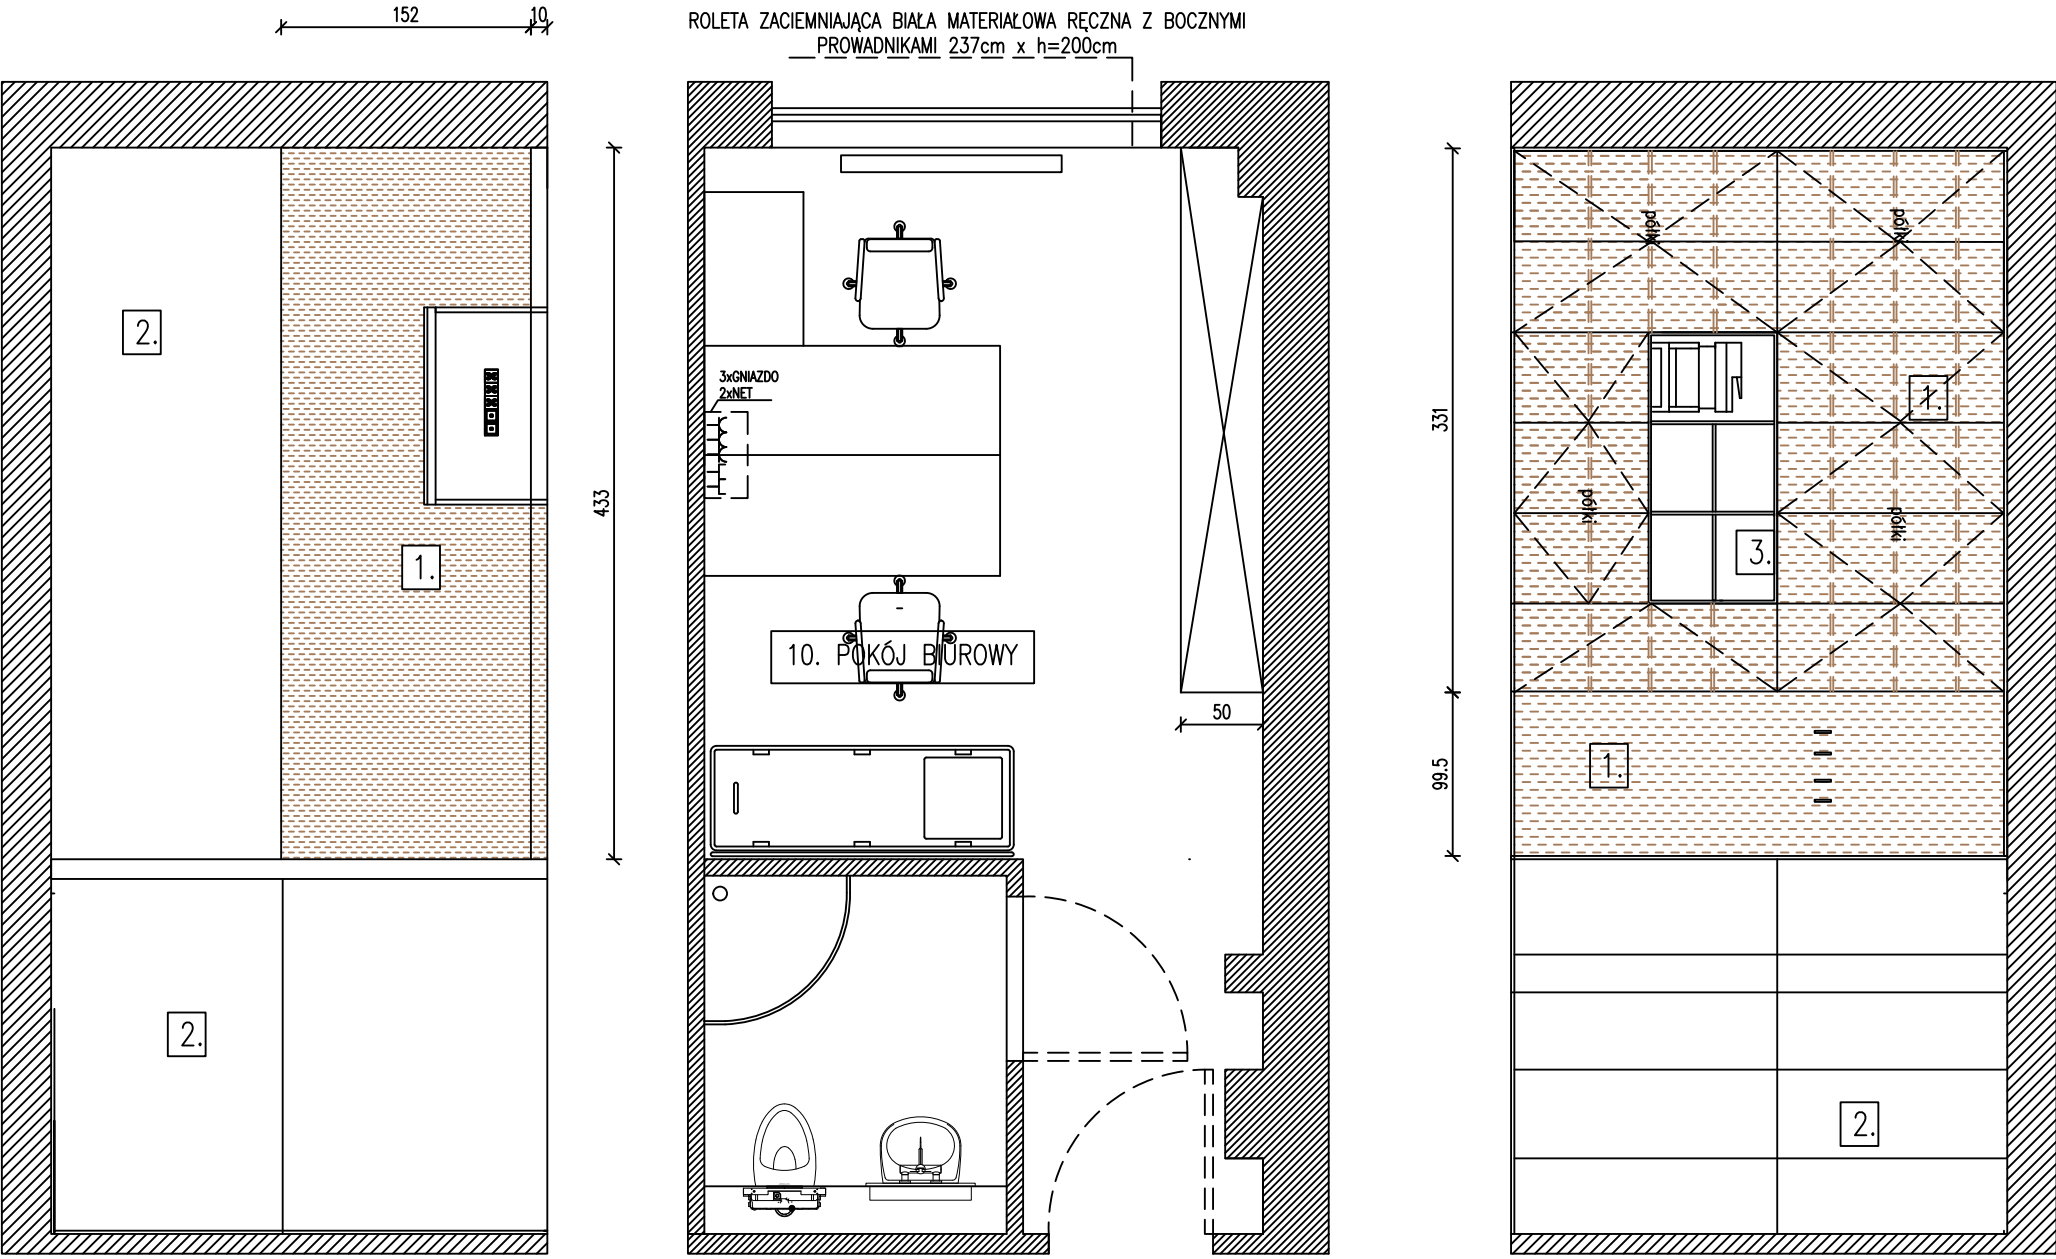 152
10
ROLETA ZACIEMNIAJĄCA BIAŁA MATERIAŁOWA RĘCZNA Z BOCZNYMI
PROWADNIKAMI 237cm x h=200cm
2.
1.
2.
433
3xGNIAZDO
2xNET
10. POKÓJ BIUROWY
50
331
99.5
półki
półki
1.
półki
półki
3.
1.
2.